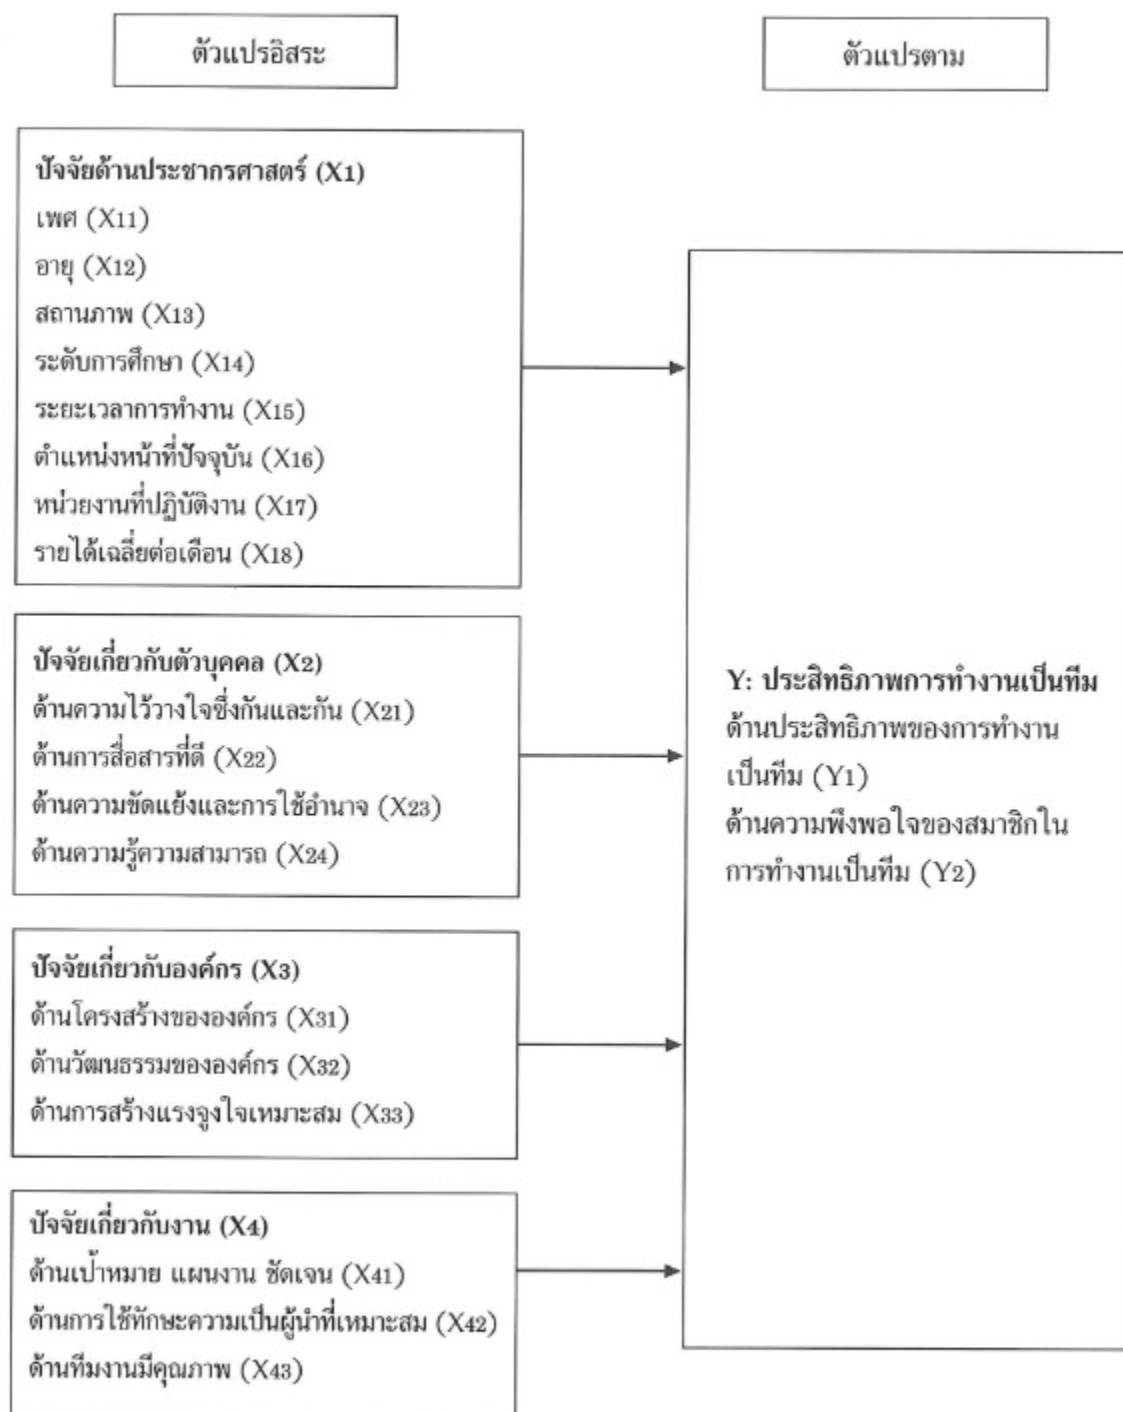 ตัวแปรอิสระ
ตัวแปรตาม
ปัจจัยด้านประชากรศาสตร์ (X1)
เพศ (X11)
อายุ (X12)
สถานภาพ (X13)
ระดับการศึกษา (X14)
ระยะเวลาการทำงาน (X15)
ตำแหน่งหน้าที่ปัจจุบัน (X16)
หน่วยงานที่ปฏิบัติงาน (X17)
รายได้เฉลี่ยต่อเดือน (X18)
ปัจจัยเกี่ยวกับตัวบุคคล (X2)
ด้านความไว้วางใจซึ่งกันและกัน (X21)
ด้านการสื่อสารที่ดี (X22)
ด้านความขัดแย้งและการใช้อำนาจ (X23)
ด้านความรู้ความสามารถ (X24)
ปัจจัยเกี่ยวกับองค์กร (X3)
ด้านโครงสร้างขององค์กร (X31)
ด้านวัฒนธรรมขององค์กร (X32)
ด้านการสร้างแรงจูงใจเหมาะสม (X33)
ปัจจัยเกี่ยวกับงาน (X4)
ด้านเป้าหมาย แผนงาน ชัดเจน (X41)
ด้านการใช้ทักษะความเป็นผู้นำที่เหมาะสม (X42)
ด้านทีมงานมีคุณภาพ (X43)
Y: ประสิทธิภาพการทำงานเป็นทีม
ด้านประสิทธิภาพของการทำงาน
เป็นทีม (Y1)
ด้านความพึงพอใจของสมาชิกใน
การทำงานเป็นทีม (Y2)